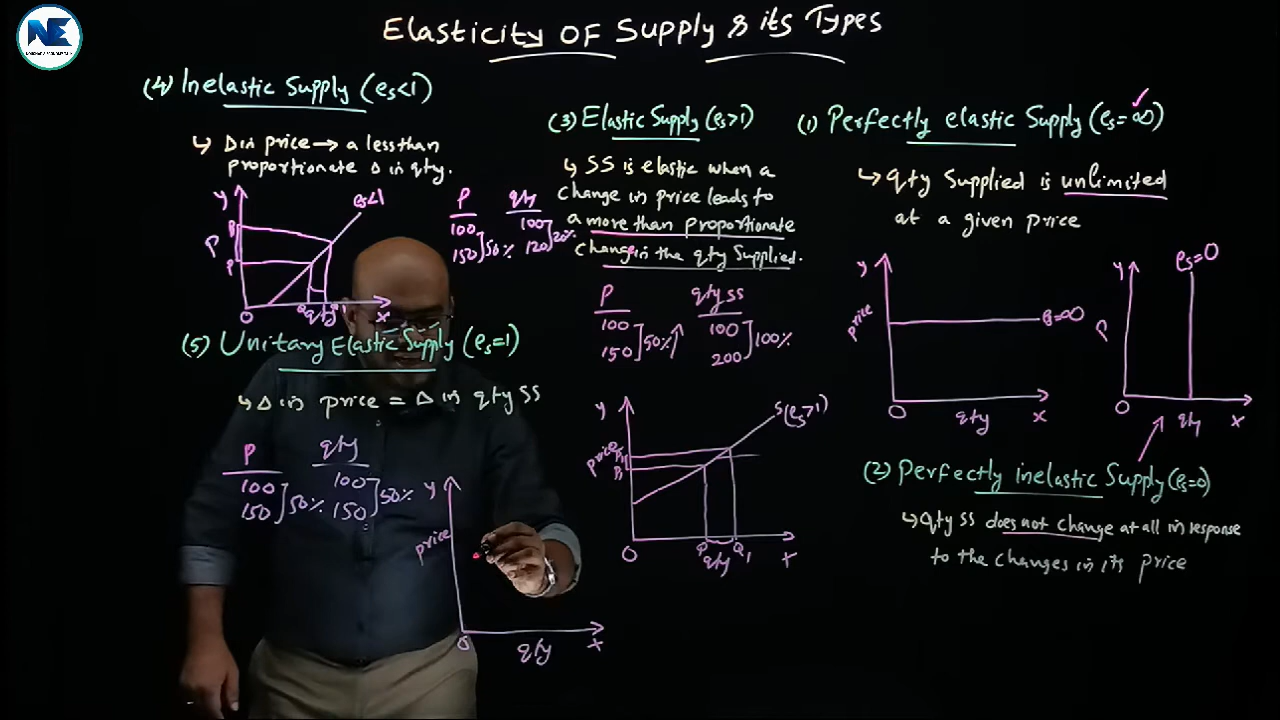 Elasticity OF Supply & its Types
NE
(4) Inelastic Supply (es<1)
↳ Δ in price → a less than
proportionate Δ in qty.
y
P
P1
P
es<1
O
Q
Q1
qty
x
P qty
100 100
150 ] 50% 120 ] 20%
(5) Unitary Elastic Supply (es=1)
↳ Δ in price = Δ in qty SS
P qty
100 100
150 ] 50% 150 ] 50%
y
price
O
qty
x
(3) Elastic Supply (es>1)
↳ SS is elastic when a
change in price leads to
a more than proportionate
change in the qty Supplied.
P qty ss
100 100
150 ] 50% ↑ 200 ] 100%
y
S(es>1)
price
O
Q
Q1
qty
x
(1) Perfectly elastic Supply (es=∞) ✓
↳ qty Supplied is unlimited
at a given price
y
price
es=∞
O
qty
x
y
es=0
P
O
qty
x
(2) Perfectly inelastic Supply (es=0)
↳ Qty SS does not change at all in response
to the changes in its price